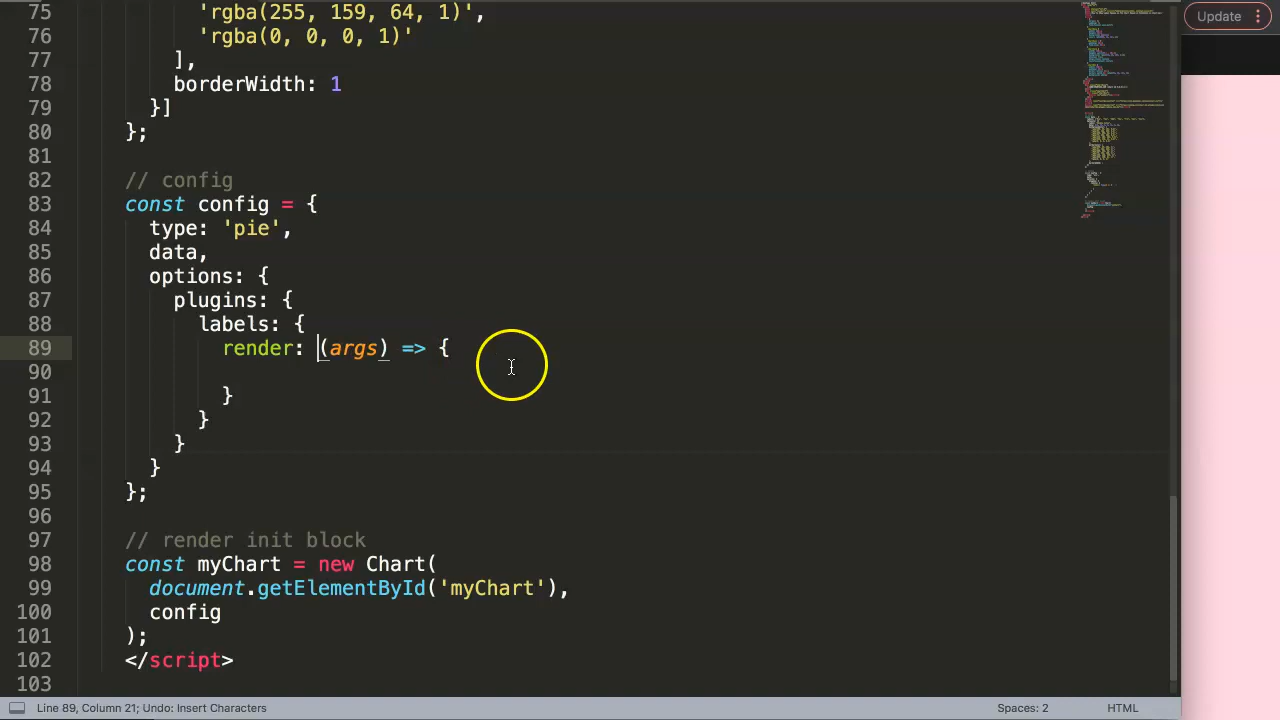 Update
75 'rgba(255, 159, 64, 1)',
76 'rgba(0, 0, 0, 1)'
77 ],
78 borderWidth: 1
79 }]
80 };
81
82 // config
83 const config = {
84 type: 'pie',
85 data,
86 options: {
87 plugins: {
88 labels: {
89 render: (args) => {
90
91 }
92 }
93 }
94 }
95 };
96
97 // render init block
98 const myChart = new Chart(
99 document.getElementById('myChart'),
100 config
101 );
102 </script>
103
Line 89, Column 21; Undo: Insert Characters
Spaces: 2
HTML